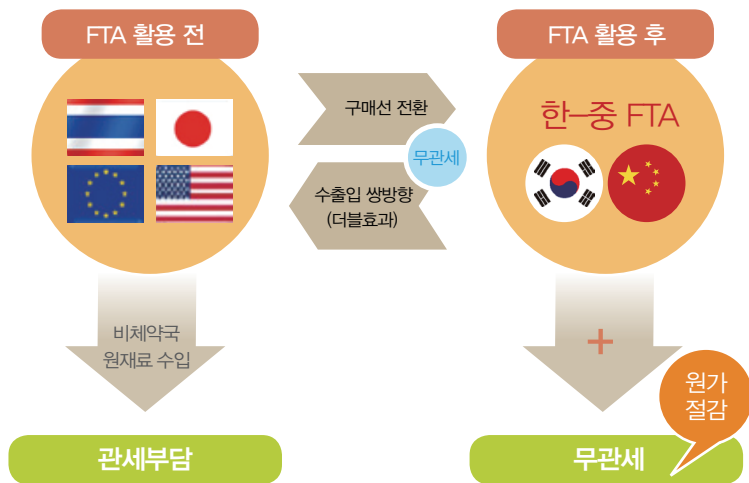 FTA 활용 전
FTA 활용 후
구매선 전환
무관세
수출입 쌍방향
(더블효과)
한-중 FTA
비체약국
원재료 수입
+
원가
절감
관세부담
무관세